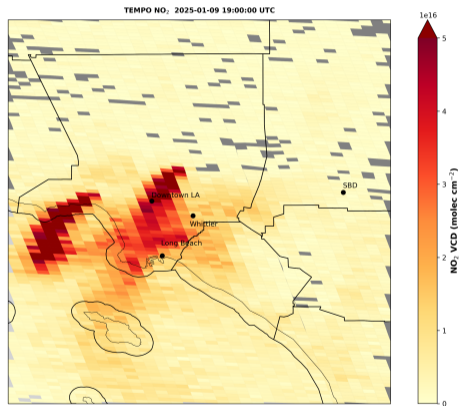 TEMPO NO₂ 2025-01-09 19:00:00 UTC
1e16
5
4
SBD
Downtown LA
3
Whittier
Long Beach
2
1
0
NO₂ VCD (molec cm⁻²)